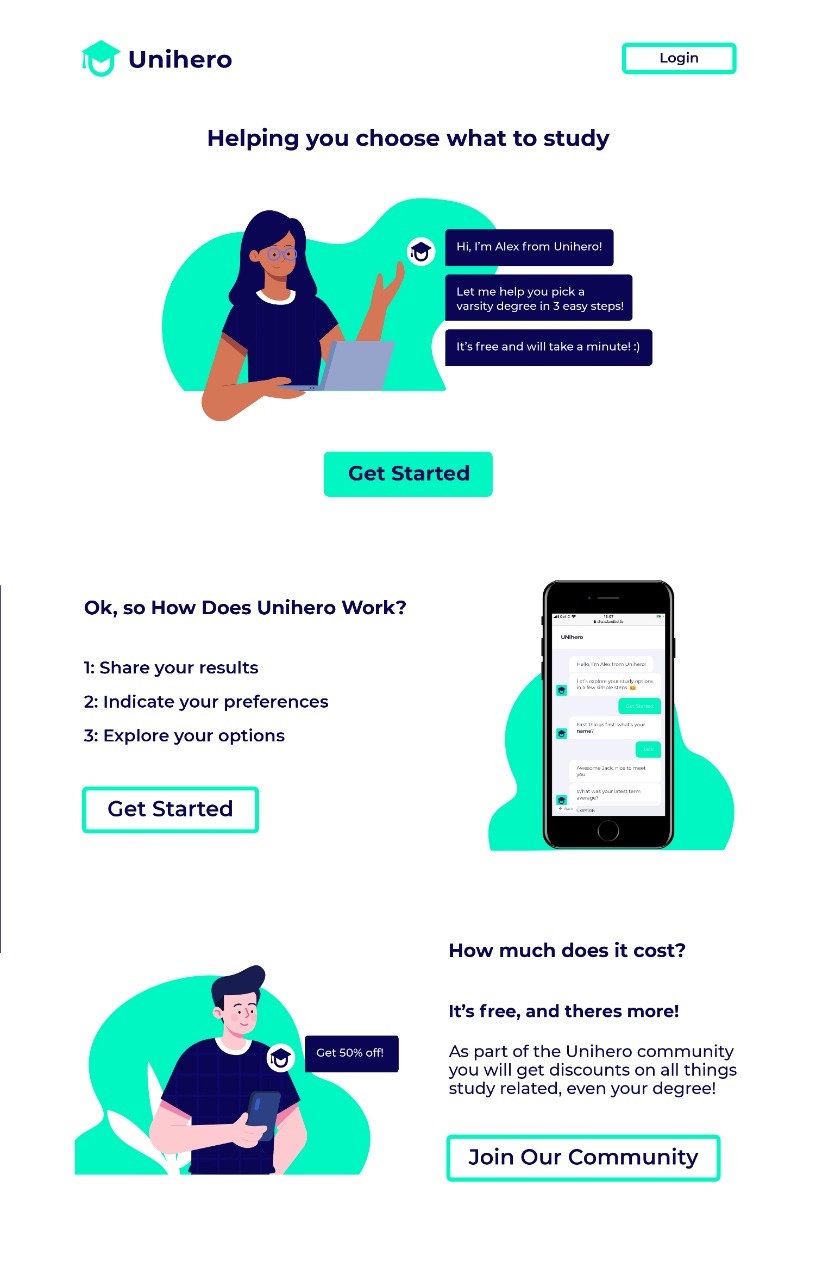 Unihero
Login
Helping you choose what to study
Hi, I'm Alex from Unihero!
Let me help you pick a
varsity degree in 3 easy steps!
It's free and will take a minute! :)
Get Started
Ok, so How Does Unihero Work?
1: Share your results
2: Indicate your preferences
3: Explore your options
Get Started
UNIhero
Hello, I'm Alex from Unihero!
Let's explore your study options
in a few simple steps.
Get Started
First things first: what's your
name?
Jack
Awesome Jack, nice to meet
you
What was your latest term
average?
Back
How much does it cost?
It's free, and theres more!
Get 50% off!
As part of the Unihero community
you will get discounts on all things
study related, even your degree!
Join Our Community